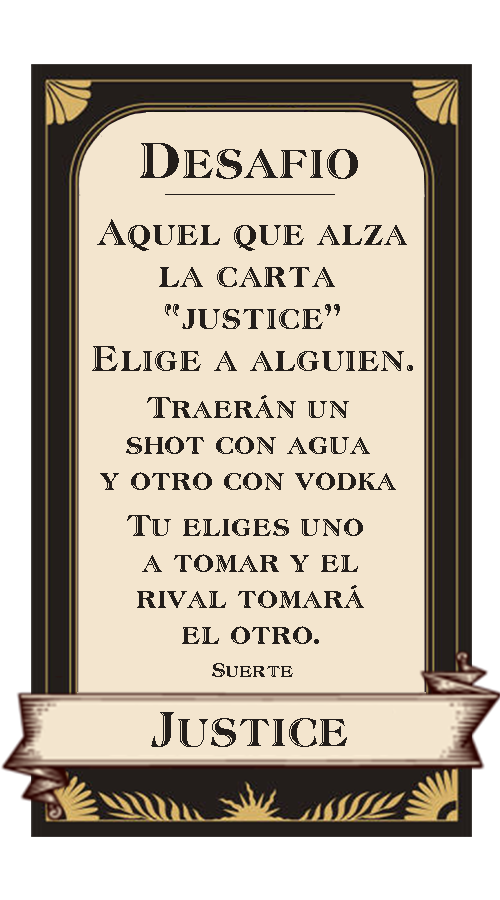 Desafio
Aquel que alza
la carta
"justice"
Elige a alguien.
Traerán un
shot con agua
y otro con vodka
Tu eliges uno
a tomar y el
rival tomará
el otro.
Suerte
Justice